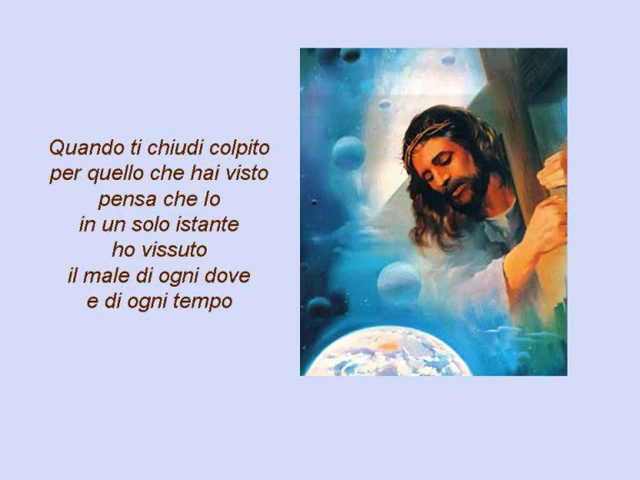 Quando ti chiudi colpito
per quello che hai visto
pensa che Io
in un solo istante
ho vissuto
il male di ogni dove
e di ogni tempo